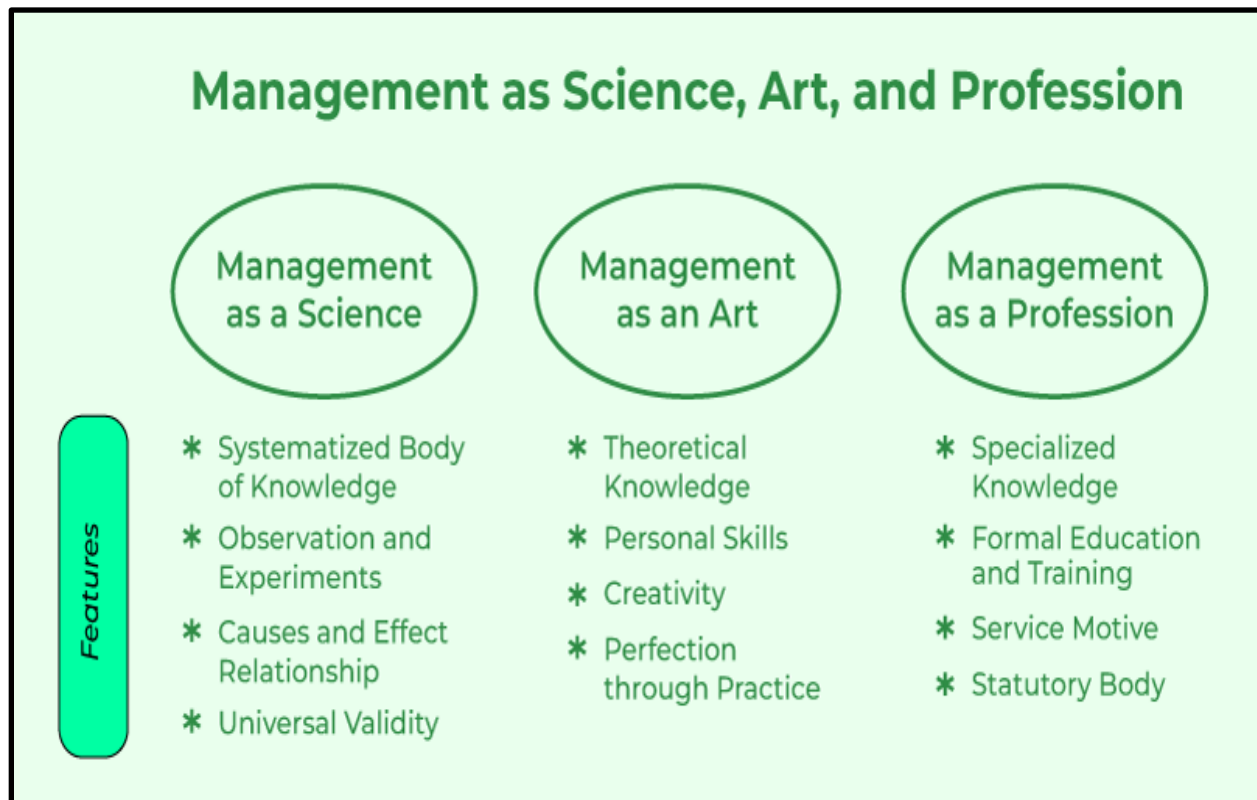 Management as Science, Art, and Profession
Management
as a Science
Management
as an Art
Management
as a Profession
Features
* Systematized Body
of Knowledge
* Observation and
Experiments
* Causes and Effect
Relationship
* Universal Validity
* Theoretical
Knowledge
* Personal Skills
* Creativity
* Perfection
through Practice
* Specialized
Knowledge
* Formal Education
and Training
* Service Motive
* Statutory Body